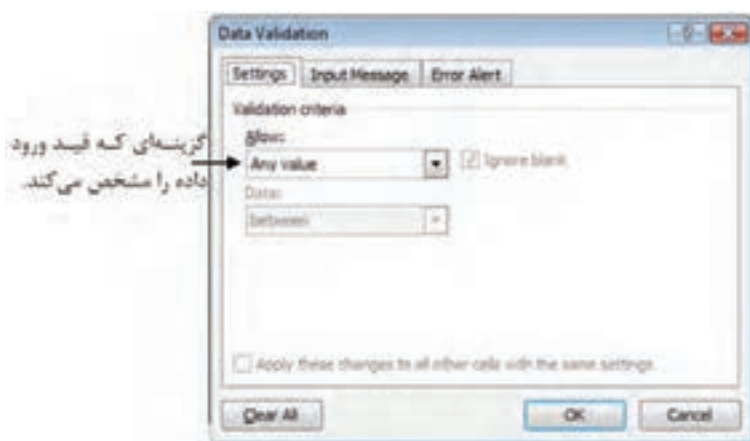 Data Validation
Settings Input Message Error Alert
Validation criteria
Allow:
گزینه‌ای که قید ورود
داده را مشخص می‌کند.
Any value
Ignore blank
Data:
between
Apply these changes to all other cells with the same settings
Clear All OK Cancel